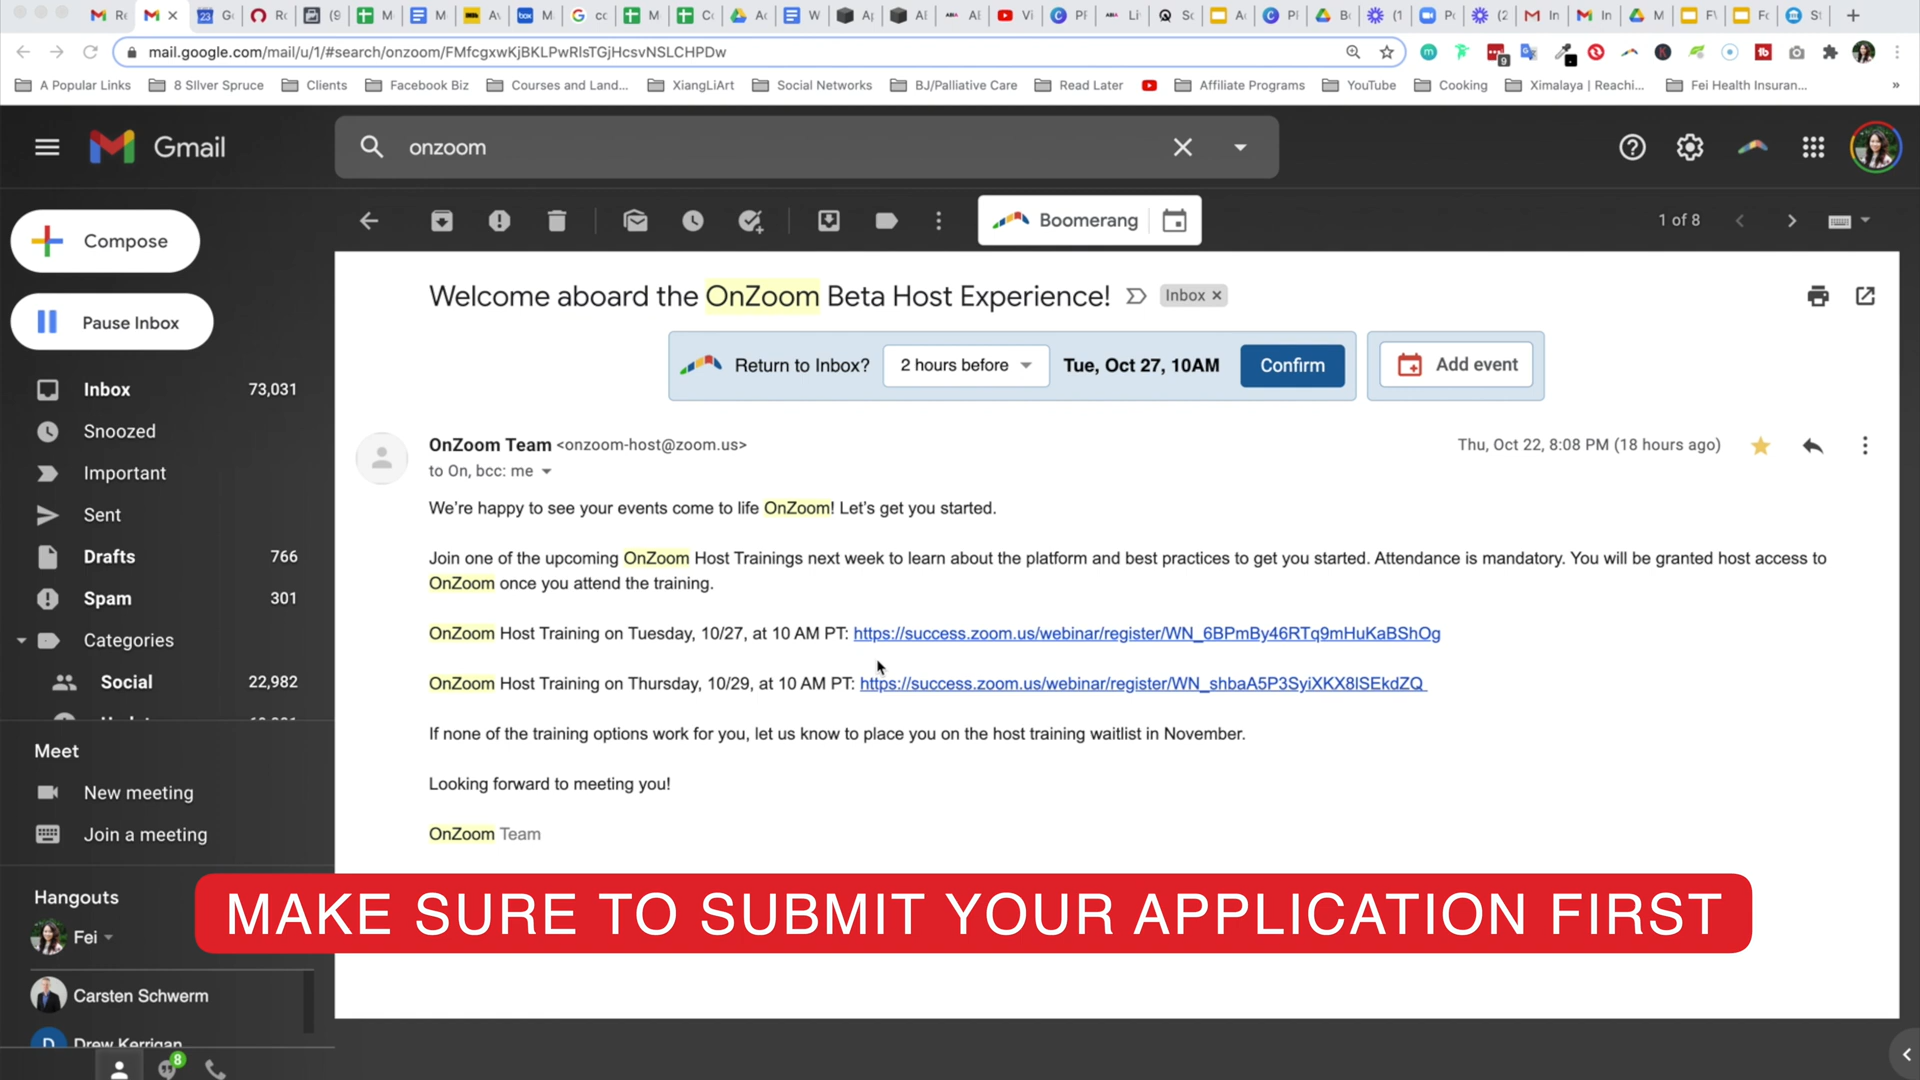 mail.google.com/mail/u/1/#search/onzoom/FMfcgxwKjBKLPwRlsTGjHcsvNSLCHPDw
A Popular Links
8 SIlver Spruce
Clients
Facebook Biz
Courses and Land...
XiangLiArt
Social Networks
BJ/Palliative Care
Read Later
Affiliate Programs
YouTube
Cooking
Ximalaya | Reachi...
Fei Health Insuran...
»
Gmail
onzoom
Compose
Boomerang
1 of 8
Pause Inbox
Welcome aboard the OnZoom Beta Host Experience!
Inbox ×
Return to Inbox?
2 hours before
Tue, Oct 27, 10AM
Confirm
Add event
Inbox 73,031
Snoozed
Important
Sent
Drafts 766
Spam 301
Categories
Social 22,982
OnZoom Team <onzoom-host@zoom.us>
Thu, Oct 22, 8:08 PM (18 hours ago)
to On, bcc: me
We're happy to see your events come to life OnZoom! Let's get you started.
Join one of the upcoming OnZoom Host Trainings next week to learn about the platform and best practices to get you started. Attendance is mandatory. You will be granted host access to
OnZoom once you attend the training.
OnZoom Host Training on Tuesday, 10/27, at 10 AM PT: https://success.zoom.us/webinar/register/WN_6BPmBy46RTq9mHuKaBShOg
OnZoom Host Training on Thursday, 10/29, at 10 AM PT: https://success.zoom.us/webinar/register/WN_shbaA5P3SyiXKX8lSEkdZQ
If none of the training options work for you, let us know to place you on the host training waitlist in November.
Looking forward to meeting you!
OnZoom Team
Meet
New meeting
Join a meeting
Hangouts
Fei
Carsten Schwerm
Drew Kerrigan
8
MAKE SURE TO SUBMIT YOUR APPLICATION FIRST